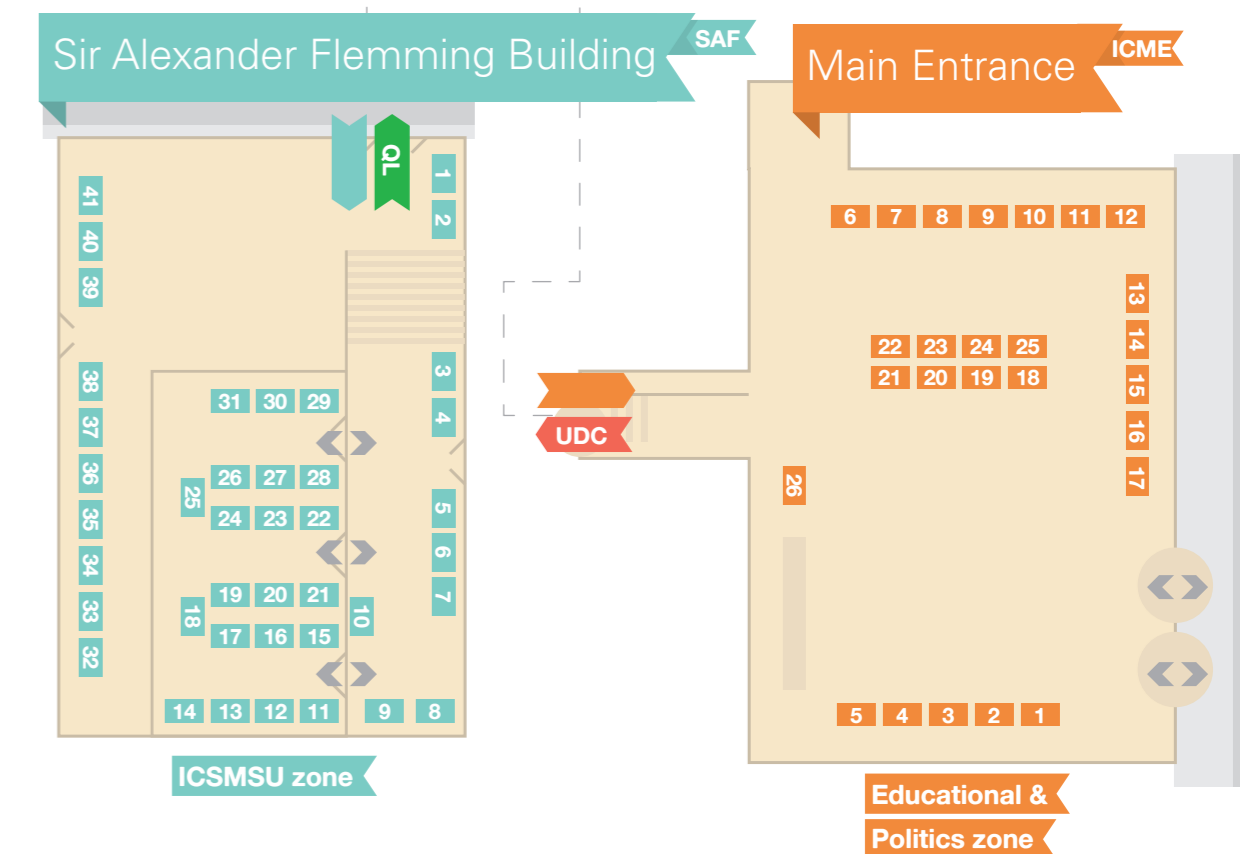 Sir Alexander Flemming Building
SAF
Main Entrance
ICME
QL
1
2
41
40
39
3
4
38
37
36
35
34
33
32
31 30 29
26 27 28
25
24 23 22
5
6
7
19 20 21
18
10
17 16 15
14 13 12 11
9 8
ICSMSU zone
UDC
6 7 8 9 10 11 12
13
14
15
16
17
22 23 24 25
21 20 19 18
26
5 4 3 2 1
Educational &
Politics zone